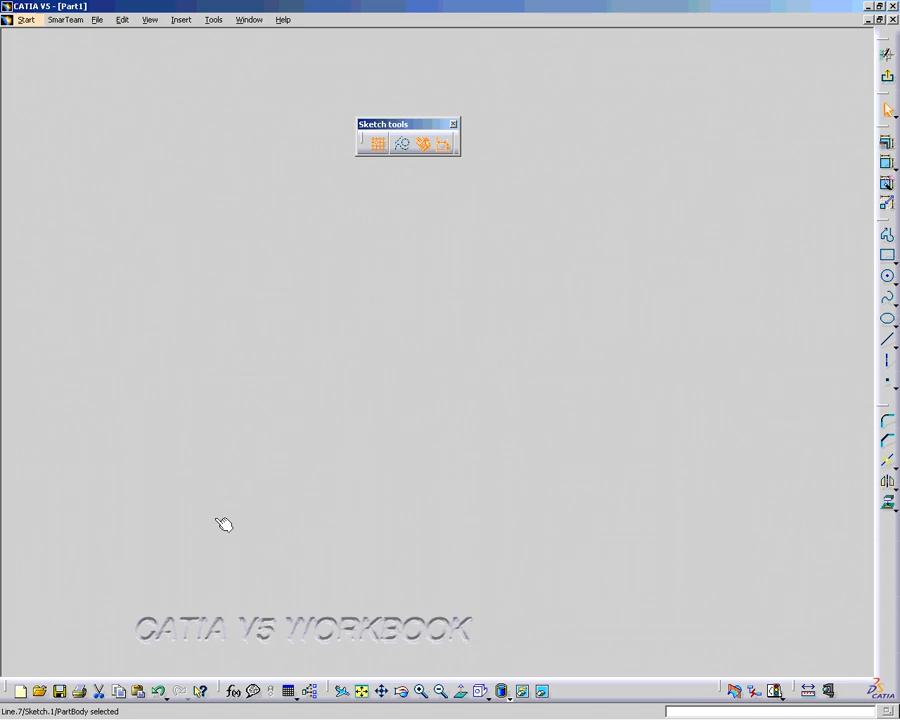 CATIA V5 - [Part1]
Start SmarTeam File Edit View Insert Tools Window Help
Sketch tools
CATIA V5 WORKBOOK
f(x)
CATIA
Line.7/Sketch.1/PartBody selected